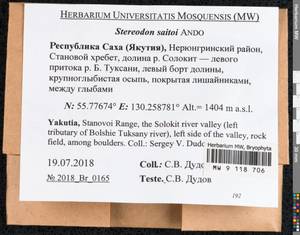 HERBARIUM UNIVERSITATIS MOSQUENSIS (MW)
Stereodon saitoi ANDO
Республика Саха (Якутия), Нерюнгринский район,
Становой хребет, долина р. Солокит — левого
притока р. Б. Туксани, левый борт долины,
крупноглыбистая осыпь, покрытая лишайниками,
между глыбами
N: 55.77674° E: 130.258781° Alt.= 1404 m a.s.l.
Yakutia, Stanovoi Range, the Solokit river valley (left
tributary of Bolshie Tuksany river), left side of the valley, rock
field, among boulders. Coll.: Sergey V. Dudov
Herbarium MW, Bryophyta
MW 9 118 706
19.07.2018 Coll.: С.В. Дудов
№ 2018_Br_0165 Teste. С.В. Дудов
192